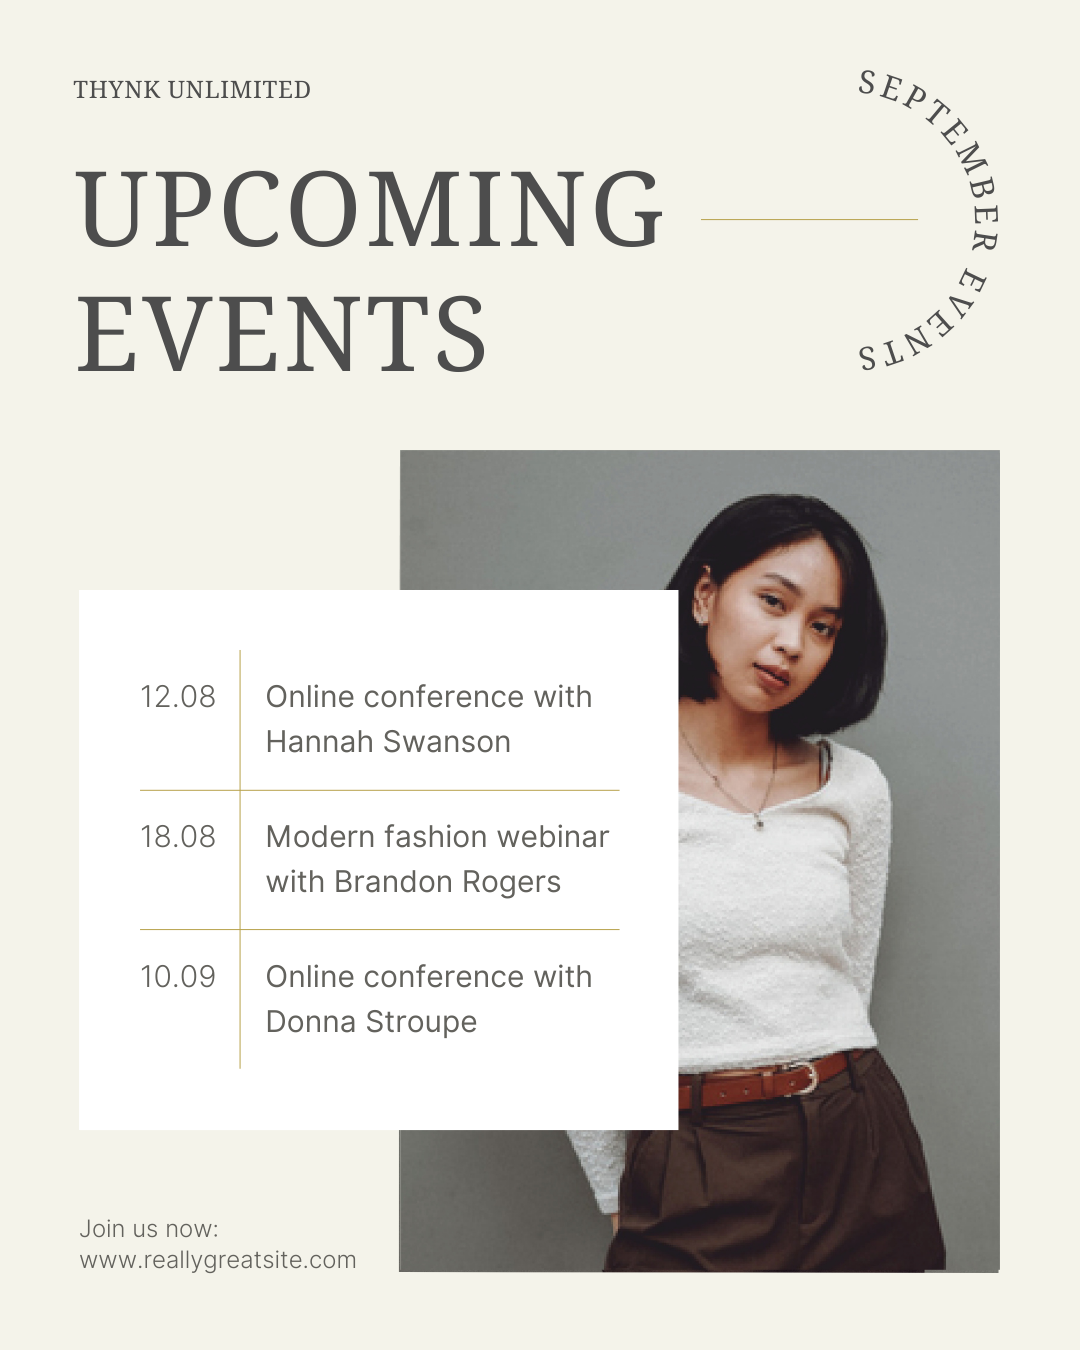 THYNK UNLIMITED
SEPTEMBER EVENTS
UPCOMING
EVENTS
12.08
Online conference with
Hannah Swanson
18.08
Modern fashion webinar
with Brandon Rogers
10.09
Online conference with
Donna Stroupe
Join us now:
www.reallygreatsite.com